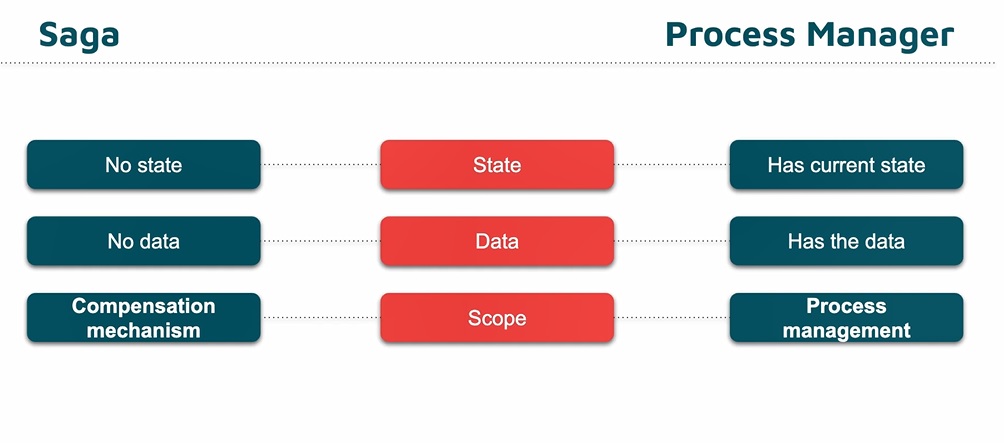 Saga
Process Manager
No state
State
Has current state
No data
Data
Has the data
Compensation
mechanism
Scope
Process
management